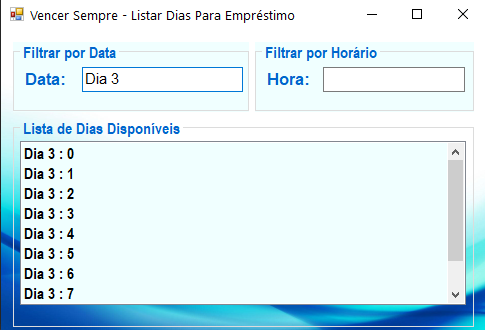 Vencer Sempre - Listar Dias Para Empréstimo
Filtrar por Data
Filtrar por Horário
Data: Dia 3
Hora:
Lista de Dias Disponíveis
Dia 3 : 0
Dia 3 : 1
Dia 3 : 2
Dia 3 : 3
Dia 3 : 4
Dia 3 : 5
Dia 3 : 6
Dia 3 : 7